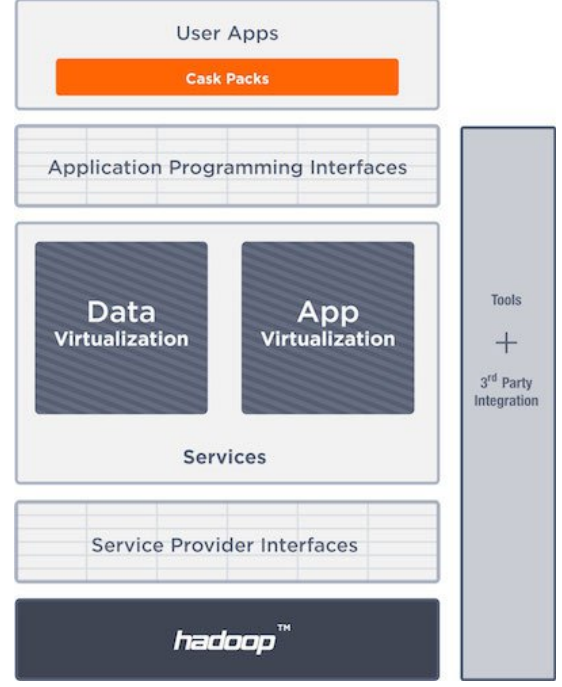 User Apps
Cask Packs
Application Programming Interfaces
Data
Virtualization
App
Virtualization
Services
Service Provider Interfaces
hadoop™
Tools
+
3rd Party
Integration